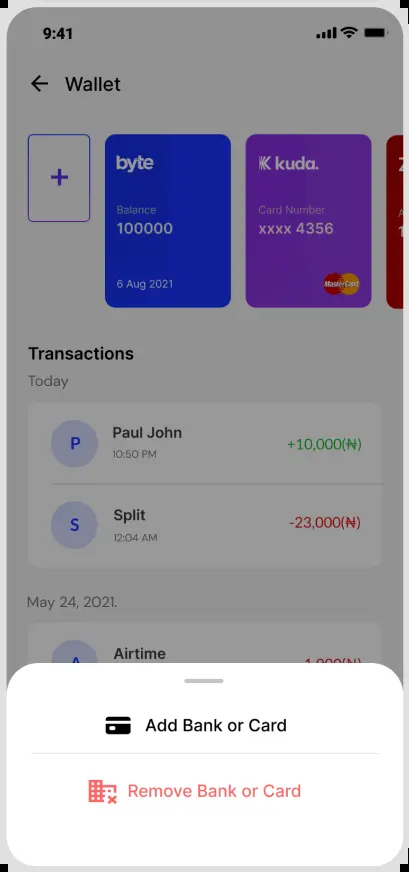 9:41
Wallet
byte
Balance
100000
6 Aug 2021
kuda.
Card Number
xxxx 4356
MasterCard
Transactions
Today
P
Paul John
10:50 PM
+10,000(₦)
S
Split
12:04 AM
-23,000(₦)
May 24, 2021.
Airtime
Add Bank or Card
Remove Bank or Card